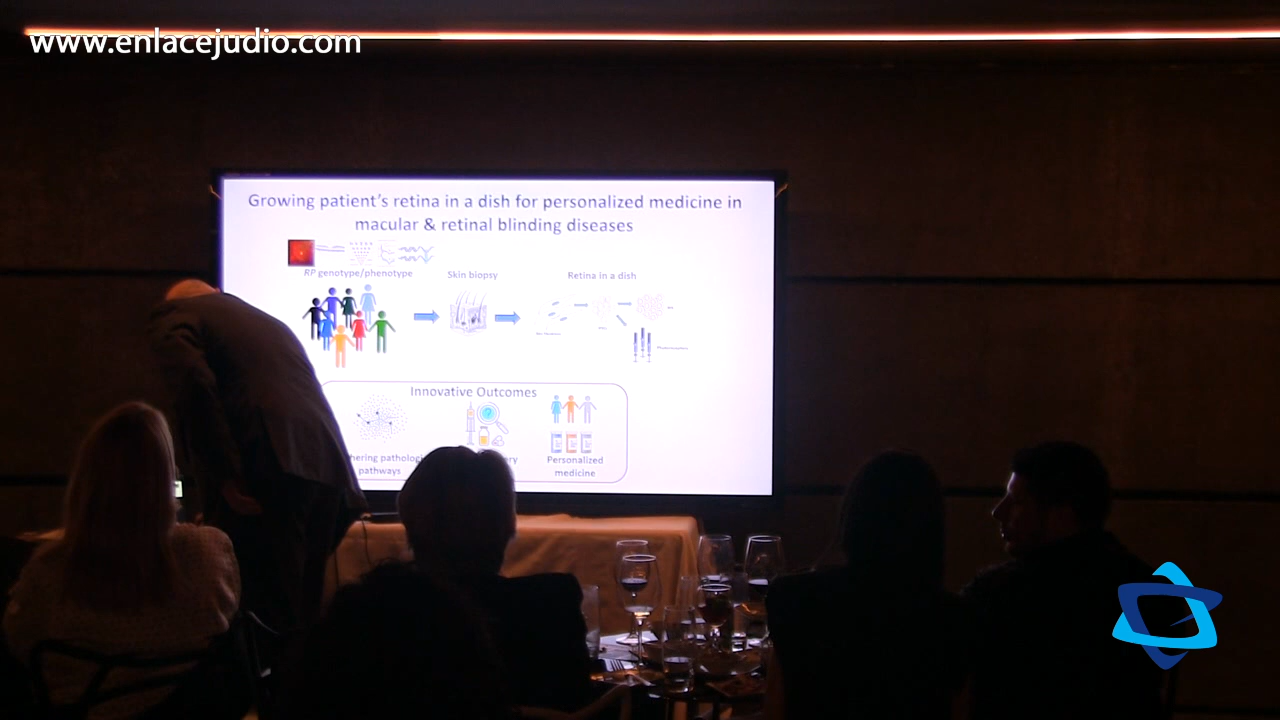 www.enlacejudio.com
Growing patient's retina in a dish for personalized medicine in
macular & retinal blinding diseases
RP genotype/phenotype
Skin biopsy
Retina in a dish
Innovative Outcomes
pathways
Personalized
medicine